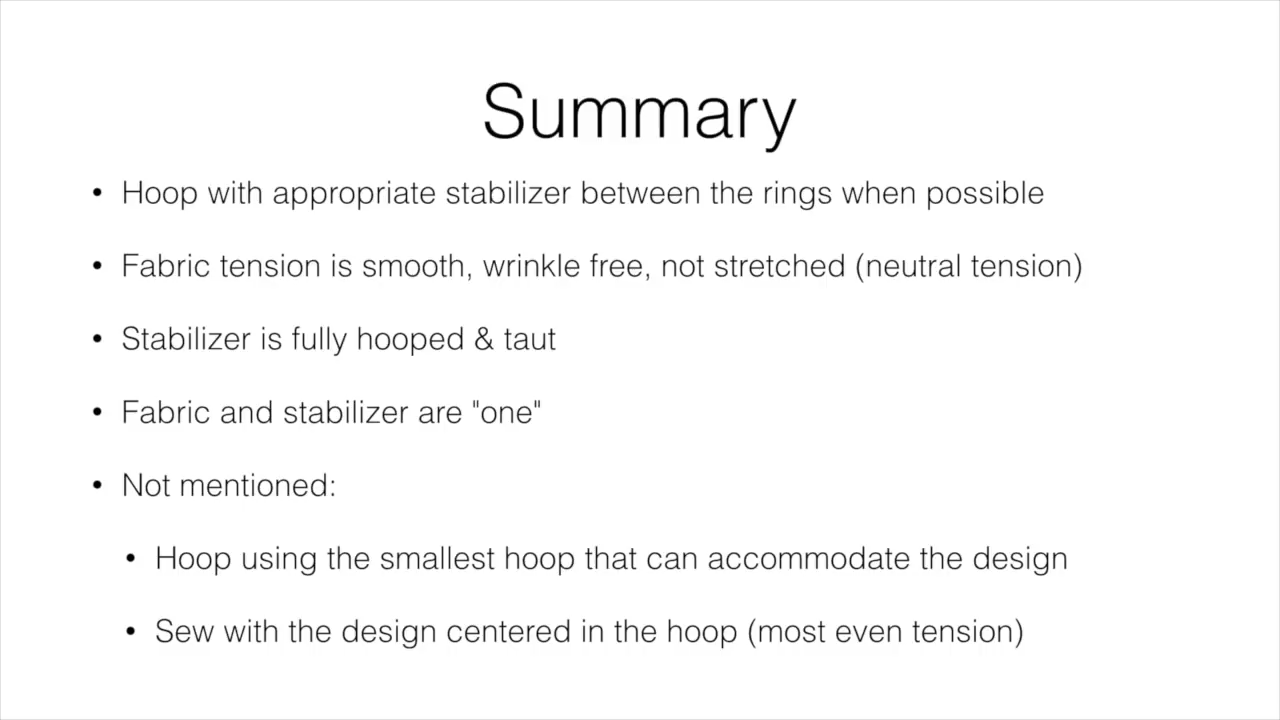 Summary
• Hoop with appropriate stabilizer between the rings when possible
• Fabric tension is smooth, wrinkle free, not stretched (neutral tension)
• Stabilizer is fully hooped & taut
• Fabric and stabilizer are "one"
• Not mentioned:
• Hoop using the smallest hoop that can accommodate the design
• Sew with the design centered in the hoop (most even tension)